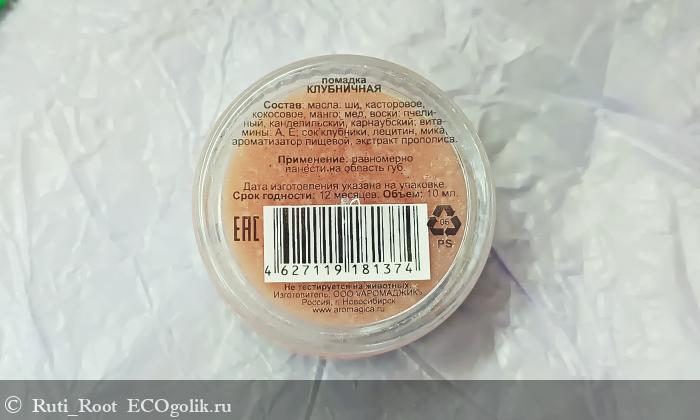 помадка
КЛУБНИЧНАЯ
Состав: масла: ши, касторовое,
кокосовое, манго; мед, воски: пчели-
ный, канделильский, карнаубский; вита-
мины: А, Е; сок клубники, лецитин, мика,
ароматизатор пищевой, экстракт прополиса.
Применение: равномерно
нанести на область губ.
Дата изготовления указана на упаковке.
Срок годности: 12 месяцев. Объем: 10 мл.
EAC
06
PS
4 627119 181374
Не тестируется на животных.
Изготовитель: ООО «АРОМАДЖИК»
Россия, г. Новосибирск
www.aromagica.ru
© Ruti_Root ECOgolik.ru